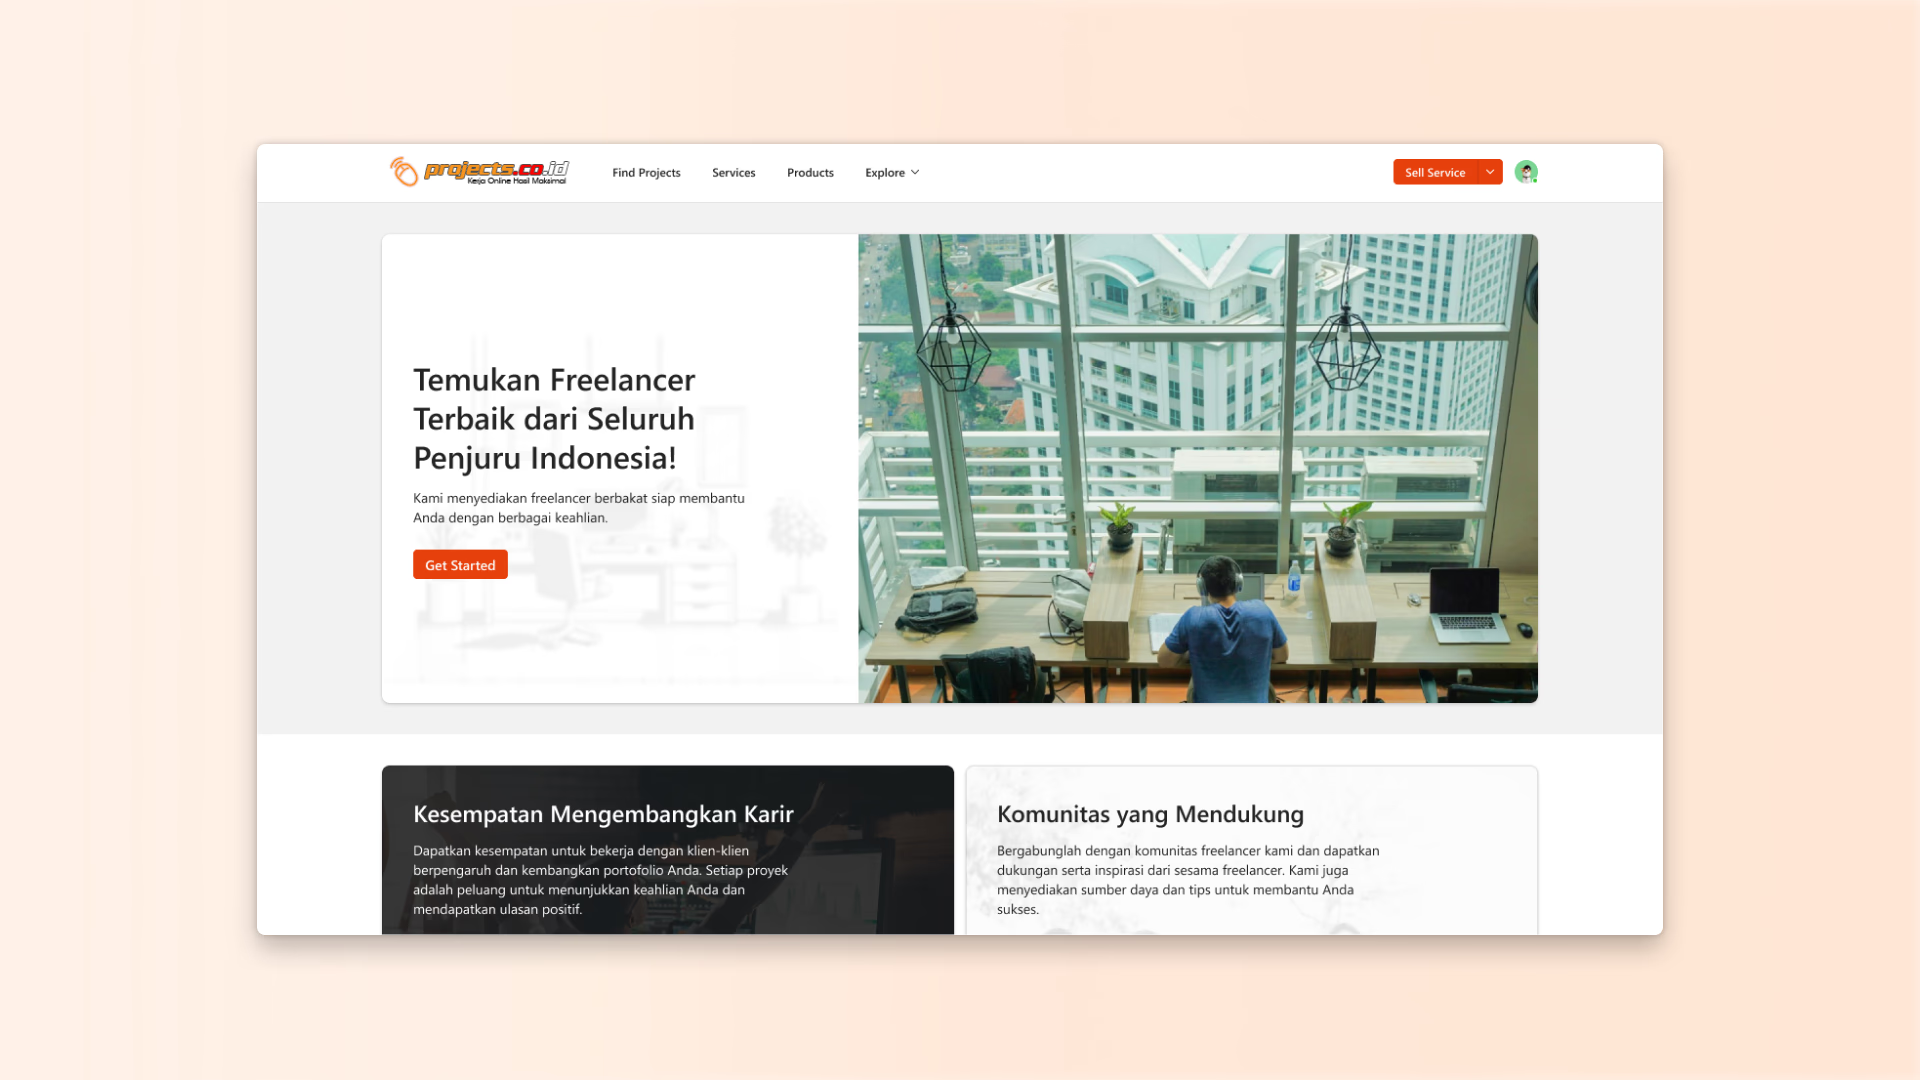 projects.co.id
Kerja Online Hasil Maksimal
Find Projects
Services
Products
Explore
Sell Service
Temukan Freelancer
Terbaik dari Seluruh
Penjuru Indonesia!
Kami menyediakan freelancer berbakat siap membantu
Anda dengan berbagai keahlian.
Get Started
Kesempatan Mengembangkan Karir
Dapatkan kesempatan untuk bekerja dengan klien-klien
berpengaruh dan kembangkan portofolio Anda. Setiap proyek
adalah peluang untuk menunjukkan keahlian Anda dan
mendapatkan ulasan positif.
Komunitas yang Mendukung
Bergabunglah dengan komunitas freelancer kami dan dapatkan
dukungan serta inspirasi dari sesama freelancer. Kami juga
menyediakan sumber daya dan tips untuk membantu Anda
sukses.